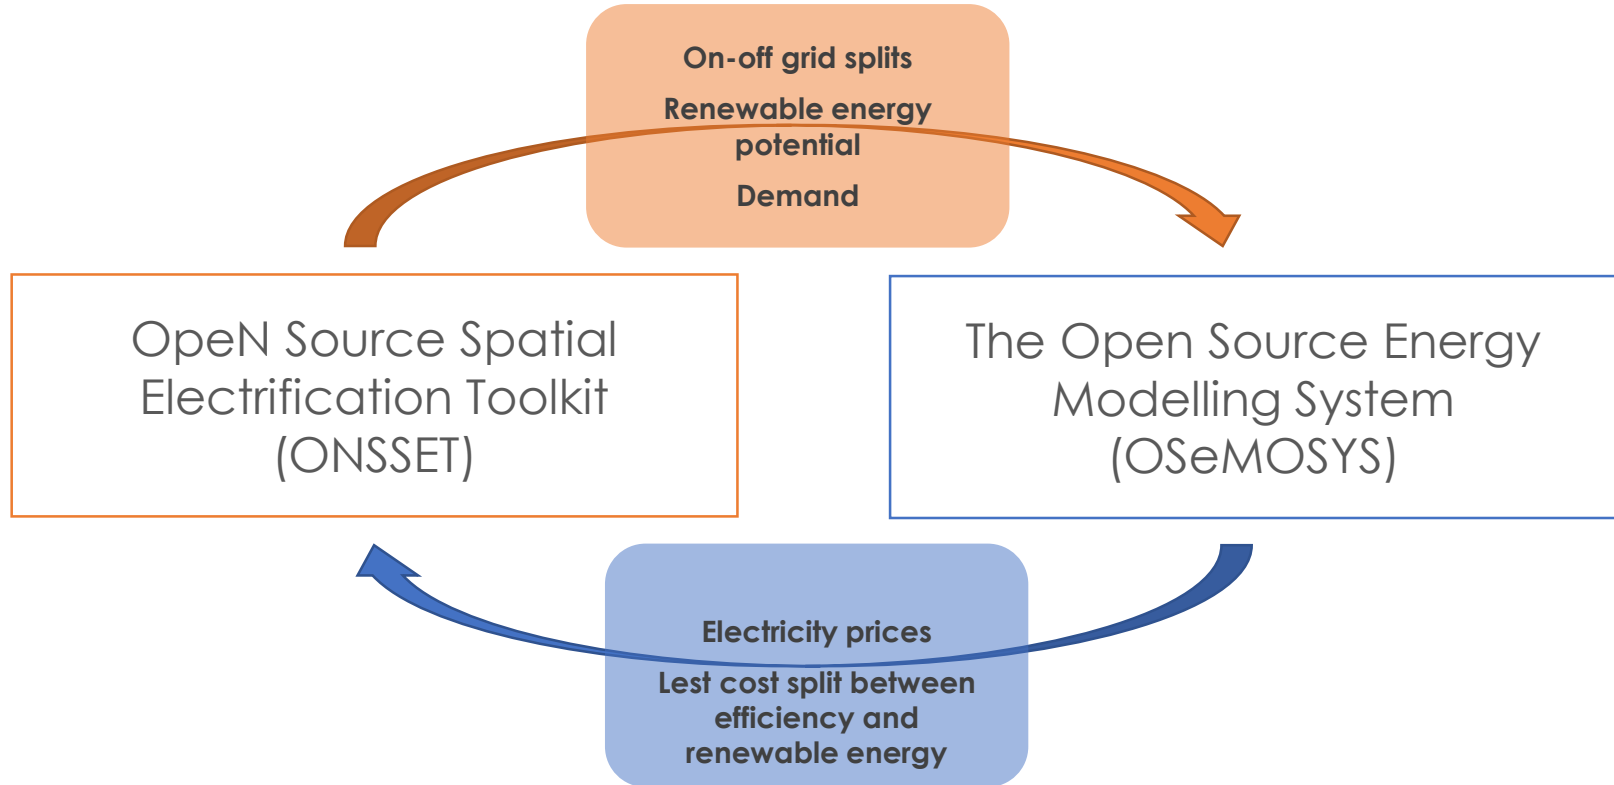 On-off grid splits
Renewable energy
potential
Demand
OpeN Source Spatial
Electrification Toolkit
(ONSSET)
The Open Source Energy
Modelling System
(OSeMOSYS)
Electricity prices
Lest cost split between
efficiency and
renewable energy